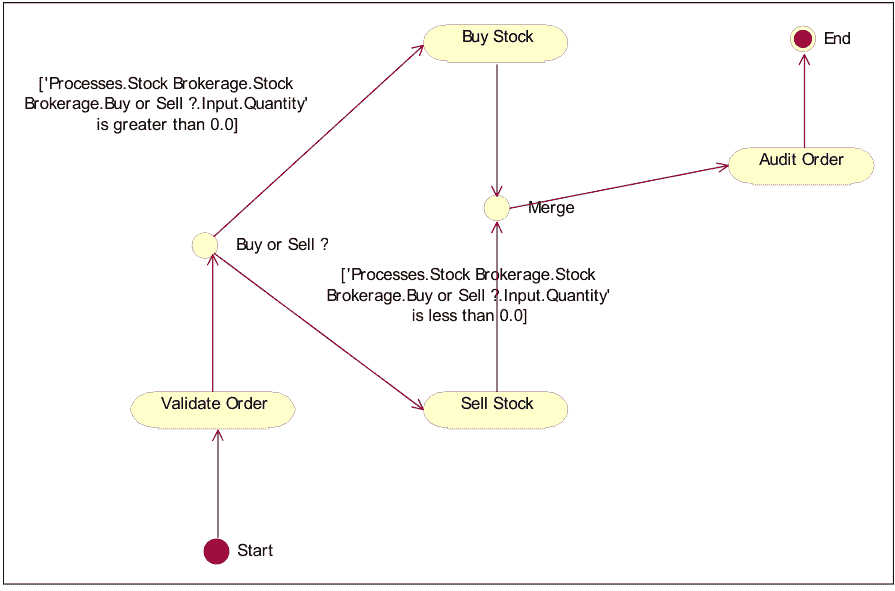 Buy Stock
End
['Processes.Stock Brokerage.Stock
Brokerage.Buy or Sell ?.Input.Quantity'
is greater than 0.0]
Audit Order
Merge
Buy or Sell ?
['Processes.Stock Brokerage.Stock
Brokerage.Buy or Sell ?.Input.Quantity'
is less than 0.0]
Validate Order
Sell Stock
Start